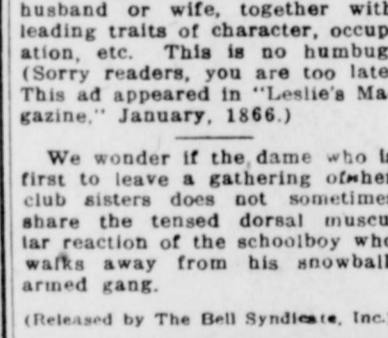 husband or wife, together with
leading traits of character, occup
ation, etc. This is no humbug
(Sorry readers, you are too late
This ad appeared in "Leslie's Ma
gazine." January, 1866.)
We wonder if the dame who is
first to leave a gathering of her
club sisters does not sometimes
share the tensed dorsal muscu
lar reaction of the schoolboy who
walks away from his snowball
armed gang.
(Released by The Bell Syndicate, Inc.